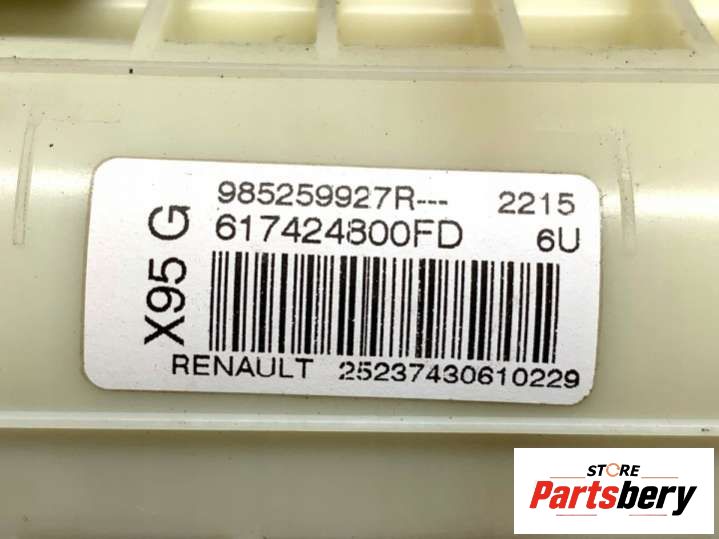 985259927R--- 2215
617424800FD 6U
X95 G
RENAULT 25237430610229
STORE
Partsbery